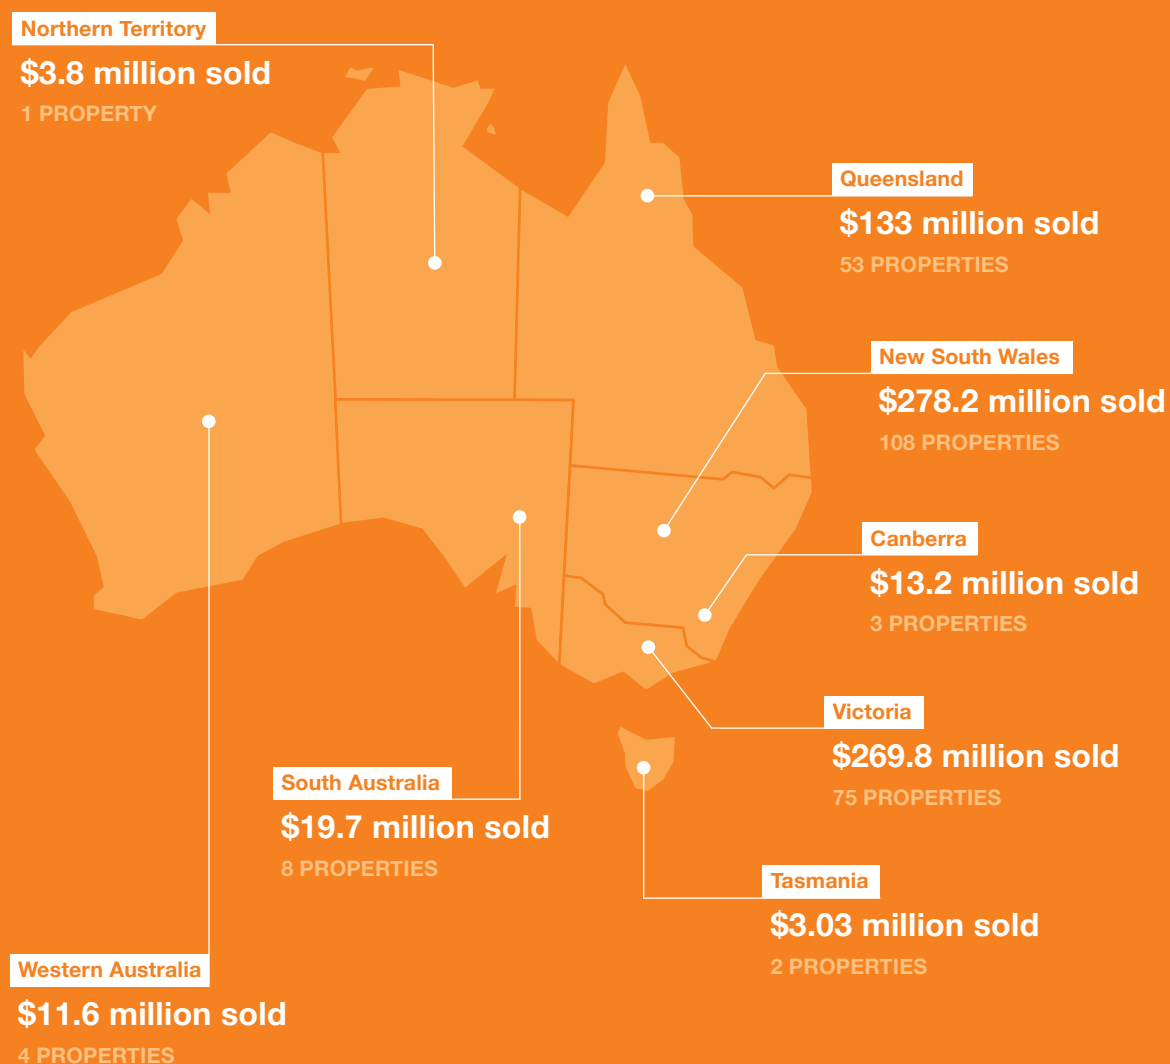 Northern Territory
$3.8 million sold
1 PROPERTY
Queensland
$133 million sold
53 PROPERTIES
New South Wales
$278.2 million sold
108 PROPERTIES
Canberra
$13.2 million sold
3 PROPERTIES
Victoria
$269.8 million sold
75 PROPERTIES
South Australia
$19.7 million sold
8 PROPERTIES
Tasmania
$3.03 million sold
2 PROPERTIES
Western Australia
$11.6 million sold
4 PROPERTIES